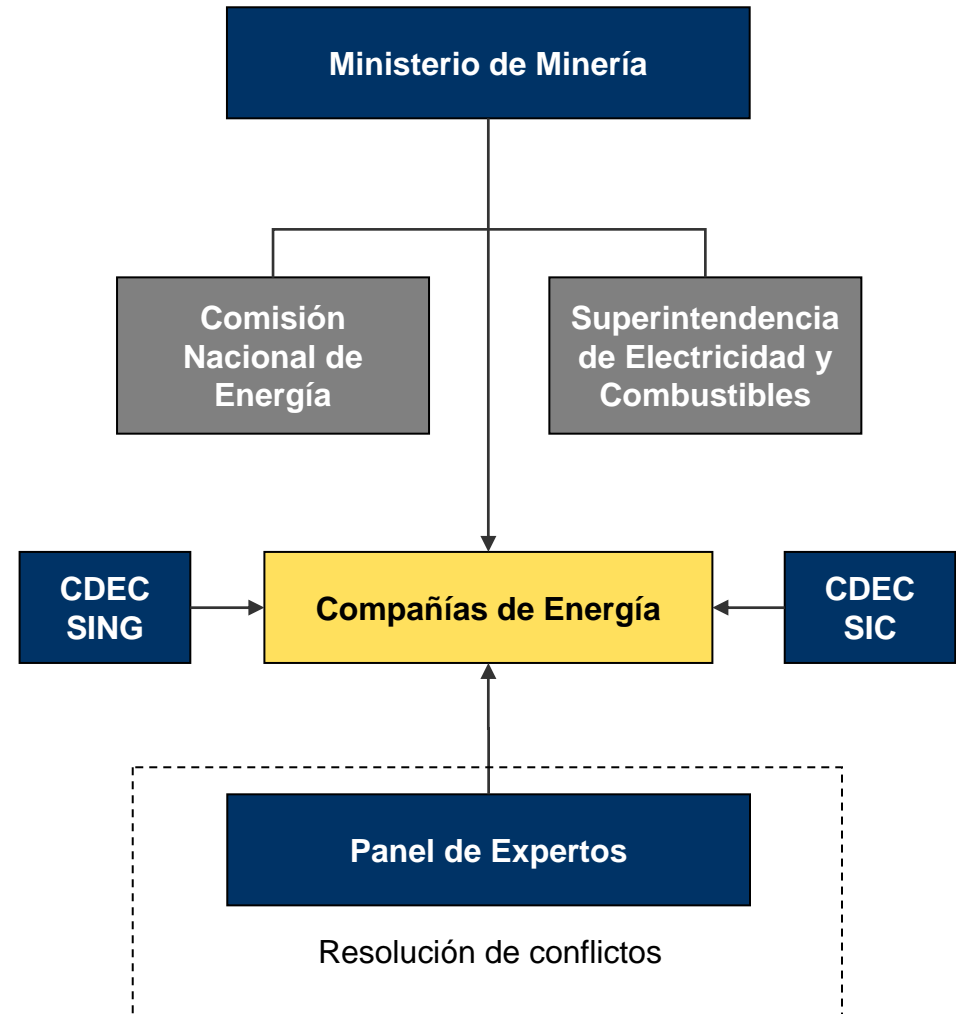 Ministerio de Minería
Comisión
Nacional de
Energía
Superintendencia
de Electricidad y
Combustibles
CDEC
SING
Compañías de Energía
CDEC
SIC
Panel de Expertos
Resolución de conflictos